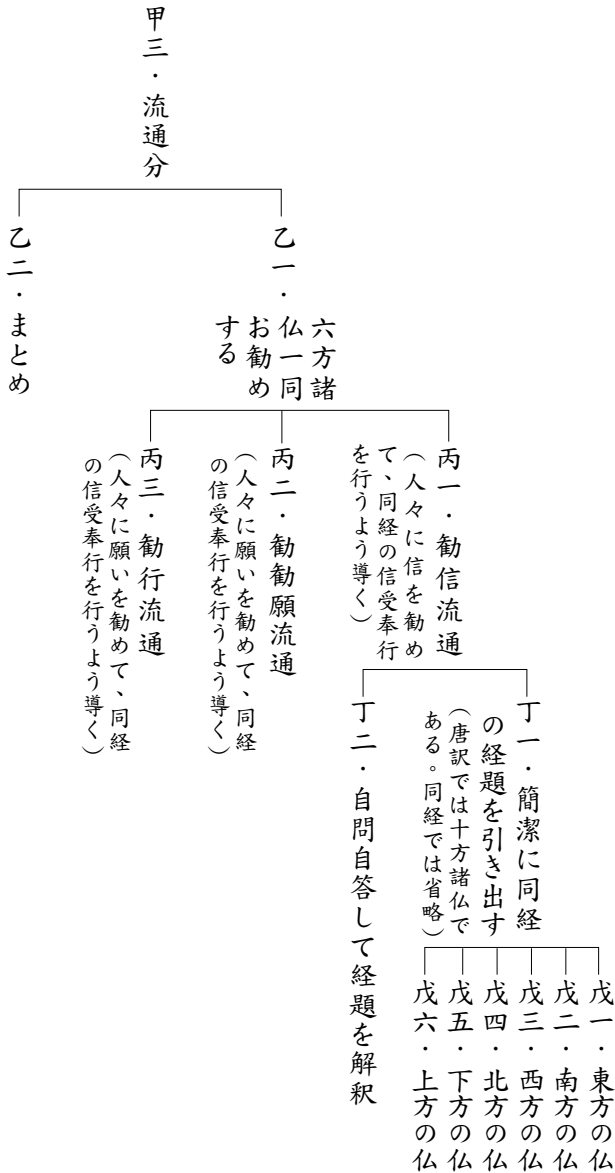 甲三・流通分
乙一・六方諸
仏一同
お勧め
する
丙一・勧信流通
（人々に信を勧め
て、同経の信受奉行
を行うよう導く）
丁一・簡潔に同経
の経題を引き出す
（唐訳では十方諸仏で
ある。同経では省略）
戊一・東方の仏
戊二・南方の仏
戊三・西方の仏
戊四・北方の仏
戊五・下方の仏
戊六・上方の仏
丁二・自問自答して経題を解釈
丙二・勧勧願流通
（人々に願いを勧めて、同経
の信受奉行を行うよう導く）
丙三・勧行流通
（人々に願いを勧めて、同経
の信受奉行を行うよう導く）
乙二・まとめ